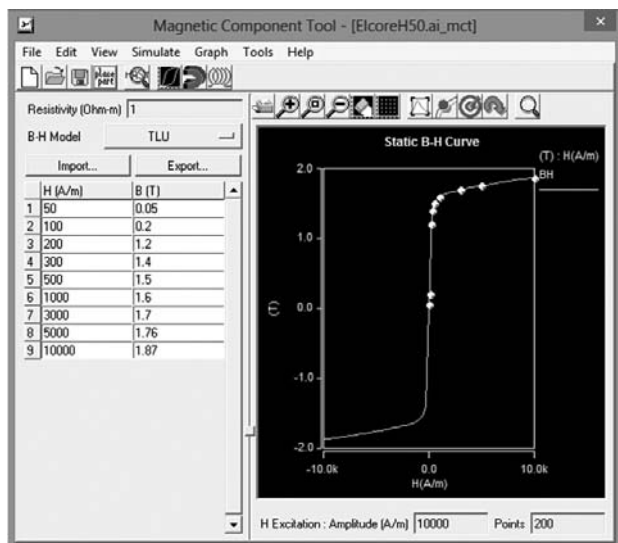 Magnetic Component Tool - [ElcoreH50.ai_mct]
File Edit View Simulate Graph Tools Help
place part
Resistivity (Ohm-m) 1
B-H Model TLU
Import... Export...
H (A/m) B (T)
1 50 0.05
2 100 0.2
3 200 1.2
4 300 1.4
5 500 1.5
6 1000 1.6
7 3000 1.7
8 5000 1.76
9 10000 1.87
Static B-H Curve
(T) : H(A/m)
BH
2.0
1.0
0.0
-1.0
-2.0
(T)
-10.0k 0.0 10.0k
H(A/m)
H Excitation : Amplitude (A/m) 10000 Points 200